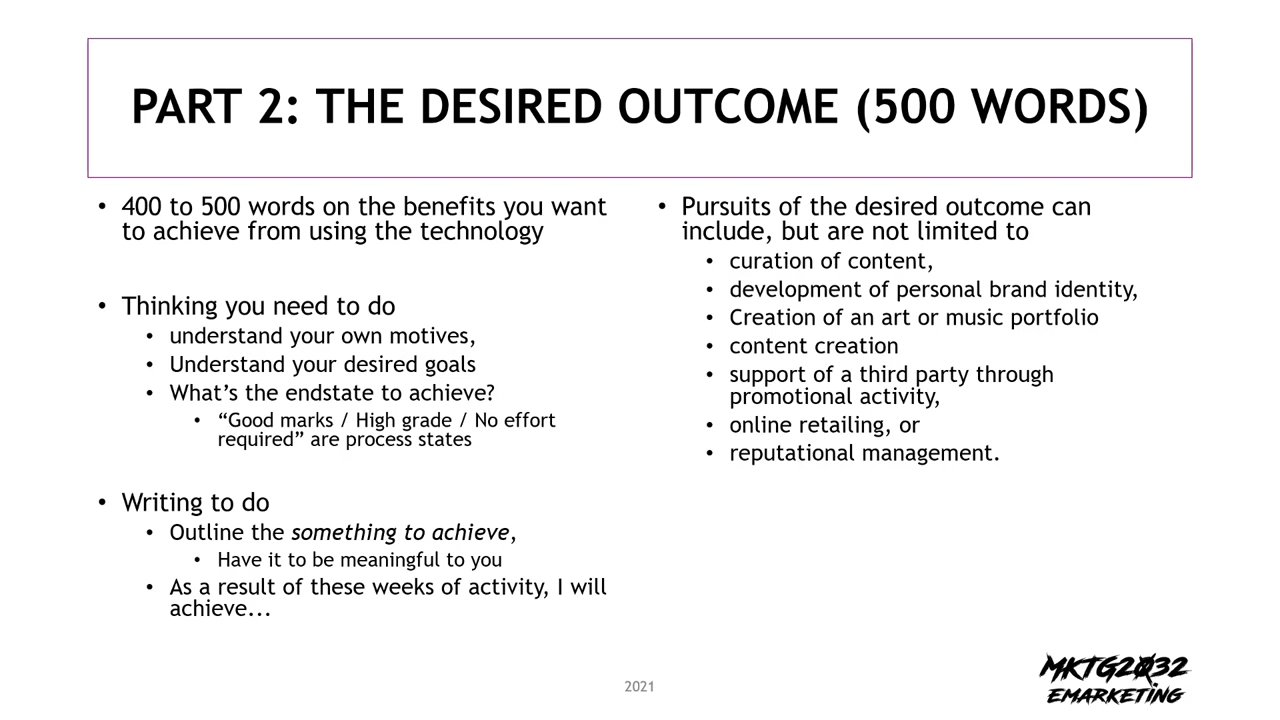 PART 2: THE DESIRED OUTCOME (500 WORDS)
• 400 to 500 words on the benefits you want
to achieve from using the technology
• Thinking you need to do
• understand your own motives,
• Understand your desired goals
• What's the endstate to achieve?
• “Good marks / High grade / No effort
required” are process states
• Writing to do
• Outline the something to achieve,
• Have it to be meaningful to you
• As a result of these weeks of activity, I will
achieve...
• Pursuits of the desired outcome can
include, but are not limited to
• curation of content,
• development of personal brand identity,
• Creation of an art or music portfolio
• content creation
• support of a third party through
promotional activity,
• online retailing, or
• reputational management.
2021
MKTG2032
EMARKETING